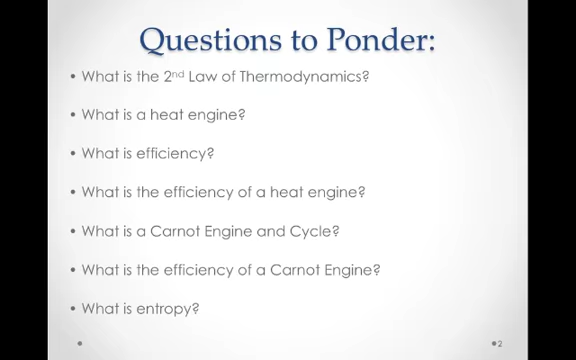 Questions to Ponder:
• What is the 2nd Law of Thermodynamics?
• What is a heat engine?
• What is efficiency?
• What is the efficiency of a heat engine?
• What is a Carnot Engine and Cycle?
• What is the efficiency of a Carnot Engine?
• What is entropy?
• •2